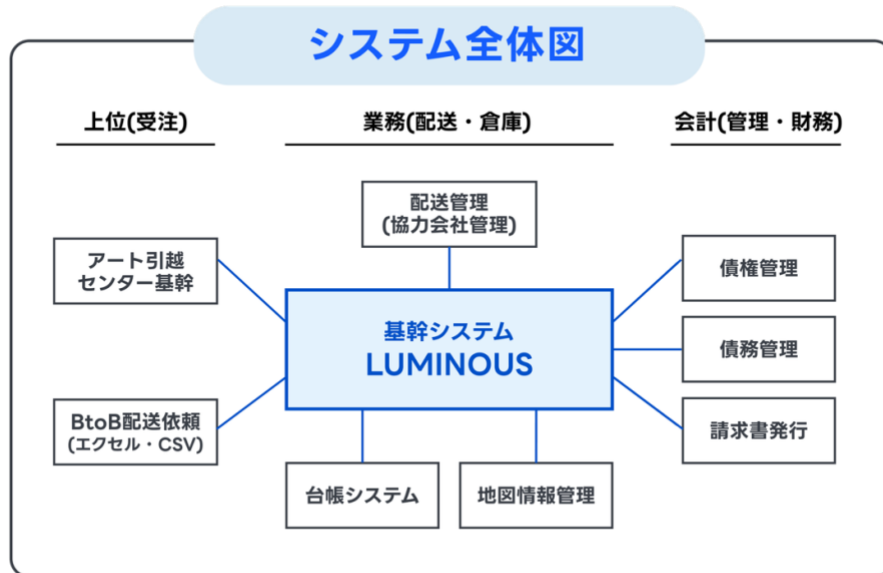 システム全体図
上位(受注)
業務(配送・倉庫)
会計(管理・財務)
配送管理
(協力会社管理)
アート引越
センター基幹
債権管理
基幹システム
LUMINOUS
債務管理
BtoB配送依頼
(エクセル・CSV)
請求書発行
台帳システム
地図情報管理